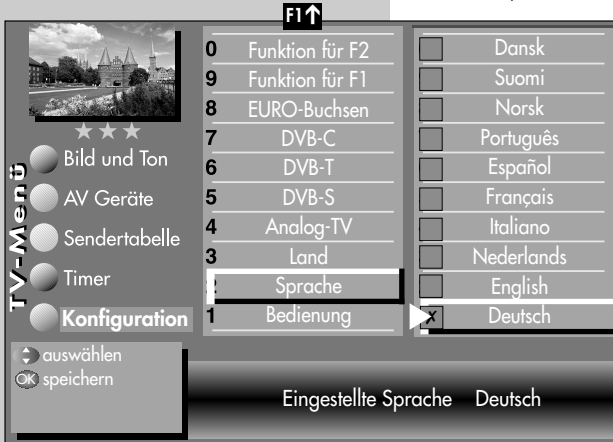 F1↑
TV-Menü
Bild und Ton
AV Geräte
Sendertabelle
Timer
Konfiguration
0 Funktion für F2
9 Funktion für F1
8 EURO-Buchsen
7 DVB-C
6 DVB-T
5 DVB-S
4 Analog-TV
3 Land
2 Sprache
1 Bedienung
Dansk
Suomi
Norsk
Português
Español
Français
Italiano
Nederlands
English
x Deutsch
auswählen
OK speichern
Eingestellte Sprache Deutsch